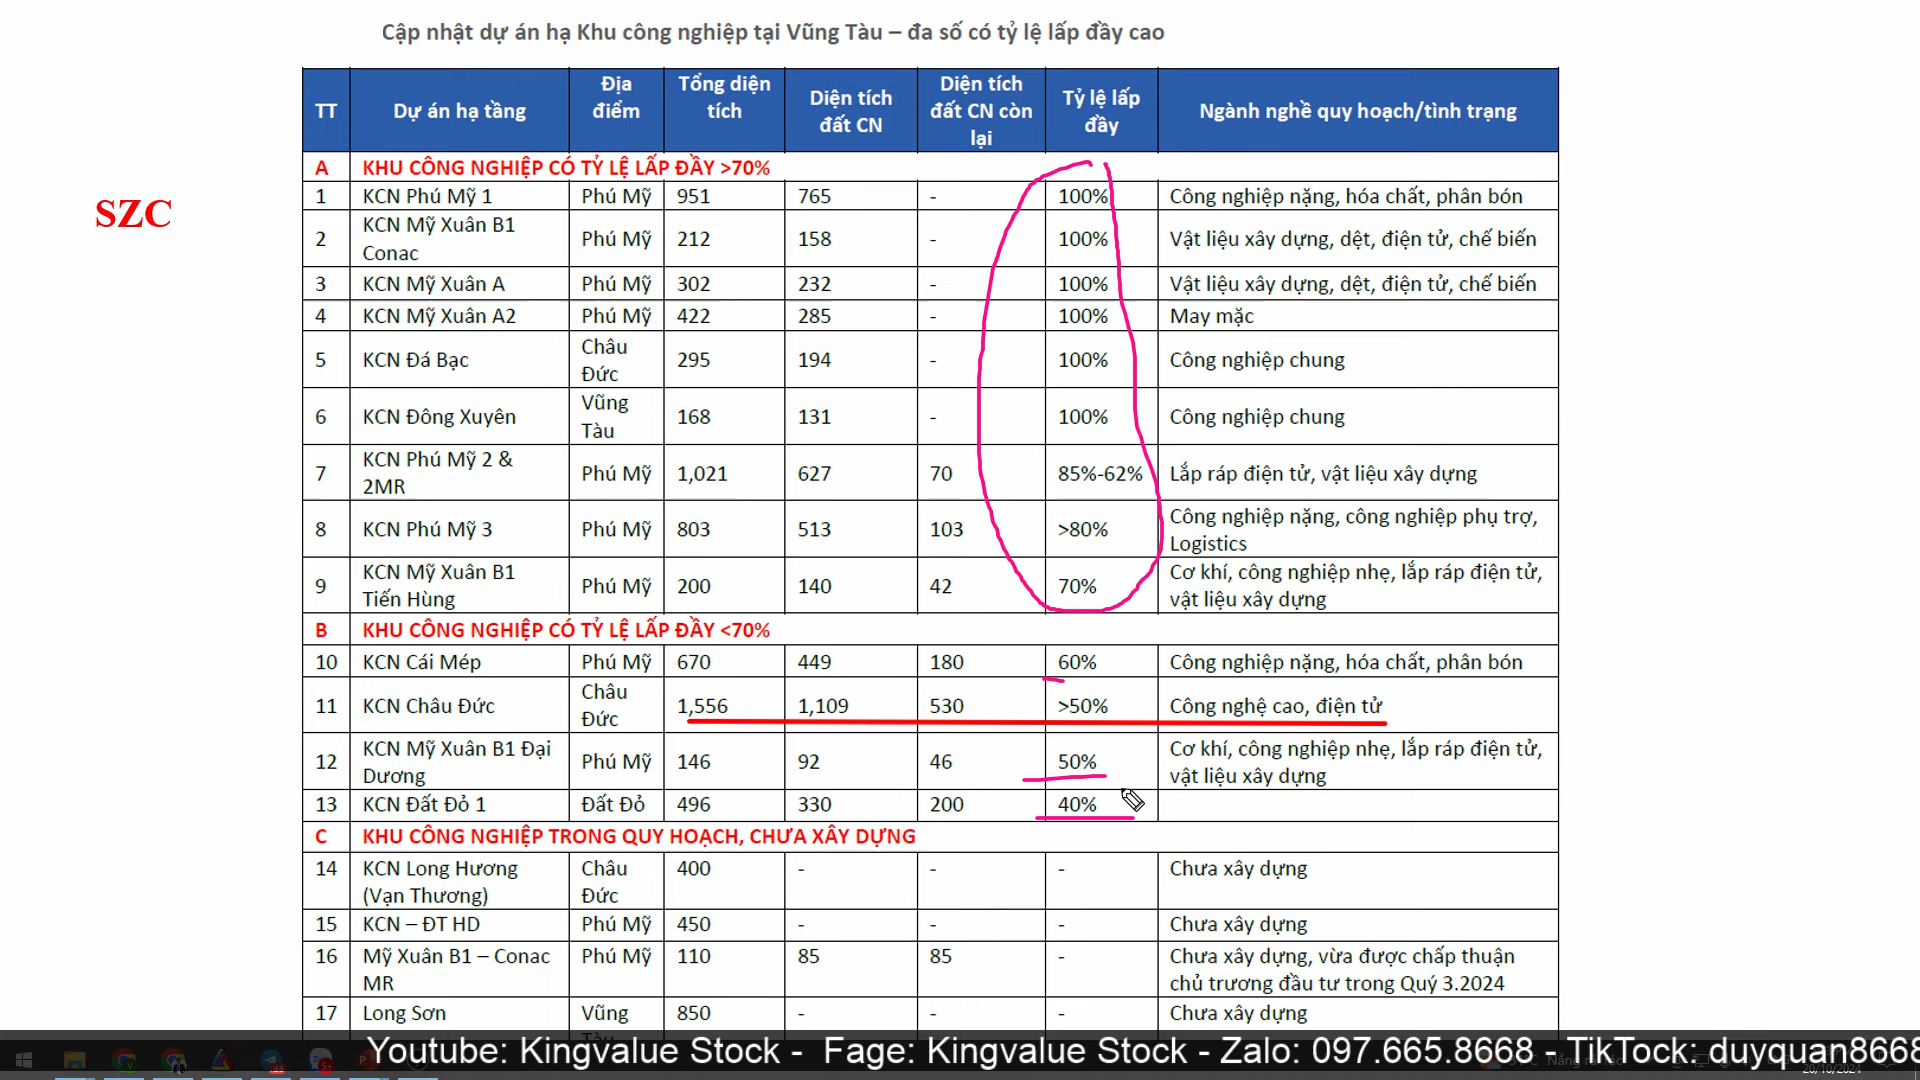 Cập nhật dự án hạ Khu công nghiệp tại Vũng Tàu – đa số có tỷ lệ lấp đầy cao
SZC
TT | Dự án hạ tầng | Địa điểm | Tổng diện tích | Diện tích đất CN | Diện tích đất CN còn lại | Tỷ lệ lấp đầy | Ngành nghề quy hoạch/tình trạng
A | KHU CÔNG NGHIỆP CÓ TỶ LỆ LẤP ĐẦY >70%
1 | KCN Phú Mỹ 1 | Phú Mỹ | 951 | 765 | - | 100% | Công nghiệp nặng, hóa chất, phân bón
2 | KCN Mỹ Xuân B1 Conac | Phú Mỹ | 212 | 158 | - | 100% | Vật liệu xây dựng, dệt, điện tử, chế biến
3 | KCN Mỹ Xuân A | Phú Mỹ | 302 | 232 | - | 100% | Vật liệu xây dựng, dệt, điện tử, chế biến
4 | KCN Mỹ Xuân A2 | Phú Mỹ | 422 | 285 | - | 100% | May mặc
5 | KCN Đá Bạc | Châu Đức | 295 | 194 | - | 100% | Công nghiệp chung
6 | KCN Đông Xuyên | Vũng Tàu | 168 | 131 | - | 100% | Công nghiệp chung
7 | KCN Phú Mỹ 2 & 2MR | Phú Mỹ | 1,021 | 627 | 70 | 85%-62% | Lắp ráp điện tử, vật liệu xây dựng
8 | KCN Phú Mỹ 3 | Phú Mỹ | 803 | 513 | 103 | >80% | Công nghiệp nặng, công nghiệp phụ trợ, Logistics
9 | KCN Mỹ Xuân B1 Tiến Hùng | Phú Mỹ | 200 | 140 | 42 | 70% | Cơ khí, công nghiệp nhẹ, lắp ráp điện tử, vật liệu xây dựng
B | KHU CÔNG NGHIỆP CÓ TỶ LỆ LẤP ĐẦY <70%
10 | KCN Cái Mép | Phú Mỹ | 670 | 449 | 180 | 60% | Công nghiệp nặng, hóa chất, phân bón
11 | KCN Châu Đức | Châu Đức | 1,556 | 1,109 | 530 | >50% | Công nghệ cao, điện tử
12 | KCN Mỹ Xuân B1 Đại Dương | Phú Mỹ | 146 | 92 | 46 | 50% | Cơ khí, công nghiệp nhẹ, lắp ráp điện tử, vật liệu xây dựng
13 | KCN Đất Đỏ 1 | Đất Đỏ | 496 | 330 | 200 | 40%
C | KHU CÔNG NGHIỆP TRONG QUY HOẠCH, CHƯA XÂY DỰNG
14 | KCN Long Hương (Vạn Thương) | Châu Đức | 400 | - | - | - | Chưa xây dựng
15 | KCN – ĐT HD | Phú Mỹ | 450 | - | - | - | Chưa xây dựng
16 | Mỹ Xuân B1 – Conac MR | Phú Mỹ | 110 | 85 | 85 | - | Chưa xây dựng, vừa được chấp thuận chủ trương đầu tư trong Quý 3.2024
17 | Long Sơn | Vũng Tàu | 850 | - | - | - | Chưa xây dựng
Youtube: Kingvalue Stock - Fage: Kingvalue Stock - Zalo: 097.665.8668 - TikTock: duyquan8668
20/10/2024